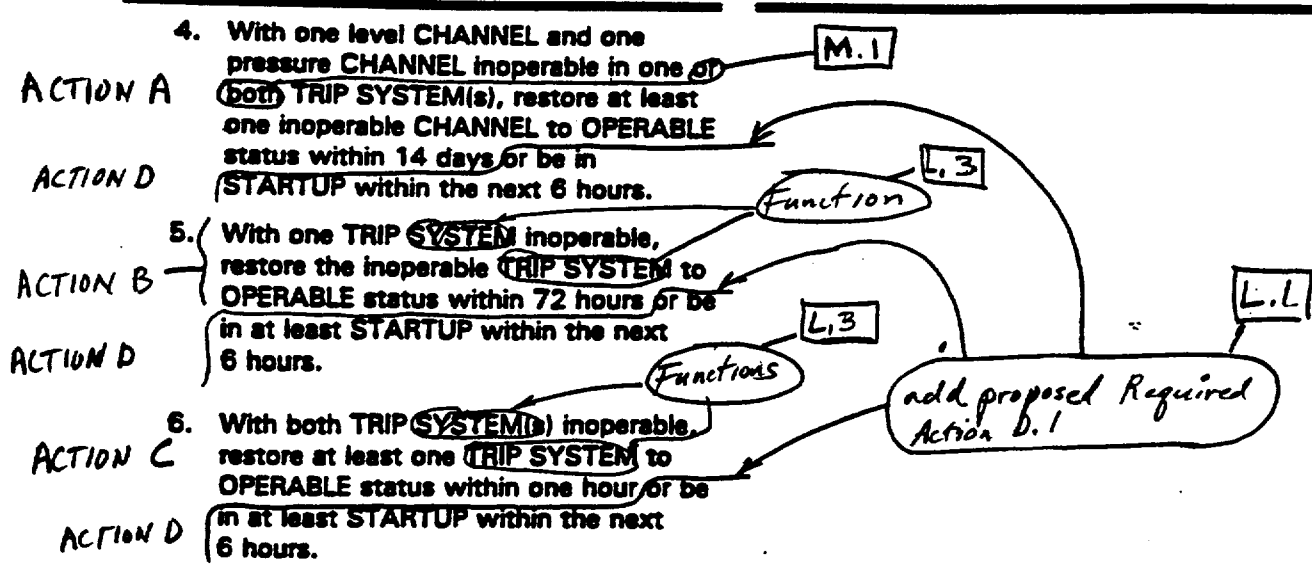 4. With one level CHANNEL and one
pressure CHANNEL inoperable in one or
both TRIP SYSTEM(s), restore at least
one inoperable CHANNEL to OPERABLE
status within 14 days or be in
STARTUP within the next 6 hours.
M.1
ACTION A
ACTION D
L,3
Function
5. With one TRIP SYSTEM inoperable,
restore the inoperable TRIP SYSTEM to
OPERABLE status within 72 hours or be
in at least STARTUP within the next
6 hours.
ACTION B
ACTION D
L.L
L,3
Functions
add proposed Required
Action D.1
6. With both TRIP SYSTEM(s) inoperable,
restore at least one TRIP SYSTEM to
OPERABLE status within one hour or be
in at least STARTUP within the next
6 hours.
ACTION C
ACTION D